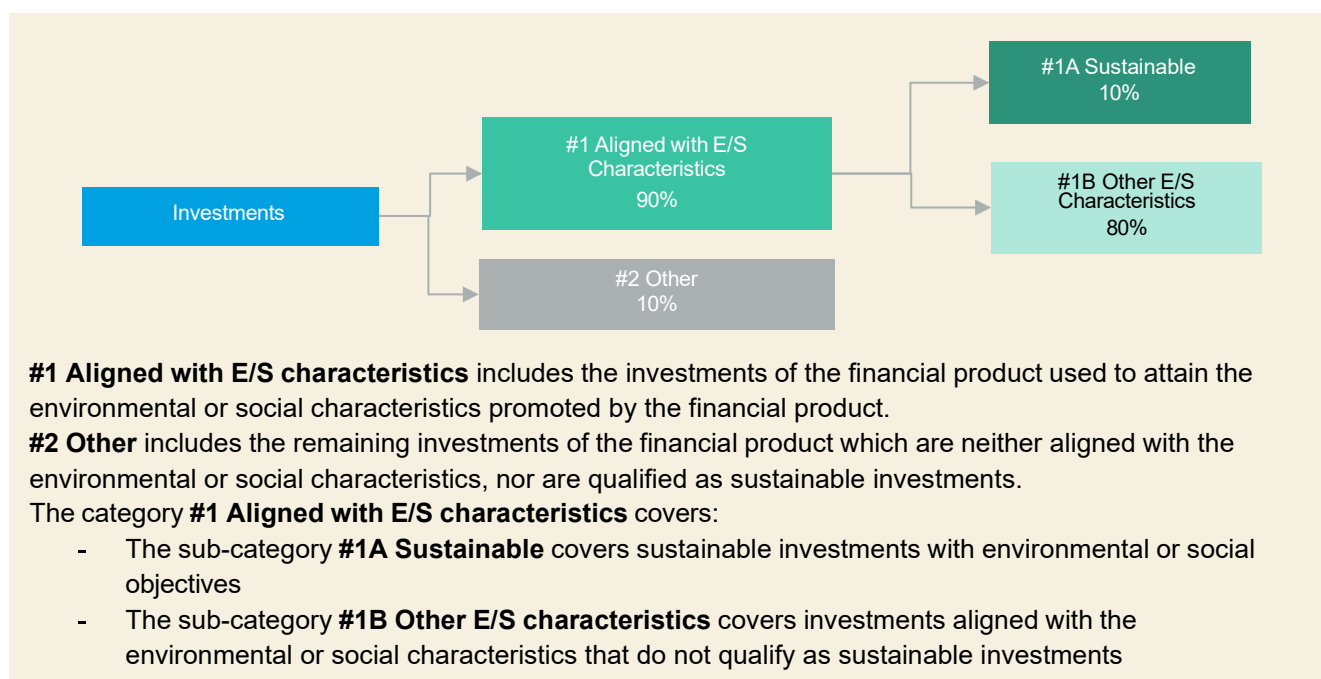 #1A Sustainable
10%
#1 Aligned with E/S
Characteristics
90%
#1B Other E/S
Characteristics
80%
Investments
#2 Other
10%
#1 Aligned with E/S characteristics includes the investments of the financial product used to attain the
environmental or social characteristics promoted by the financial product.
#2 Other includes the remaining investments of the financial product which are neither aligned with the
environmental or social characteristics, nor are qualified as sustainable investments.
The category #1 Aligned with E/S characteristics covers:
- The sub-category #1A Sustainable covers sustainable investments with environmental or social
objectives
- The sub-category #1B Other E/S characteristics covers investments aligned with the
environmental or social characteristics that do not qualify as sustainable investments